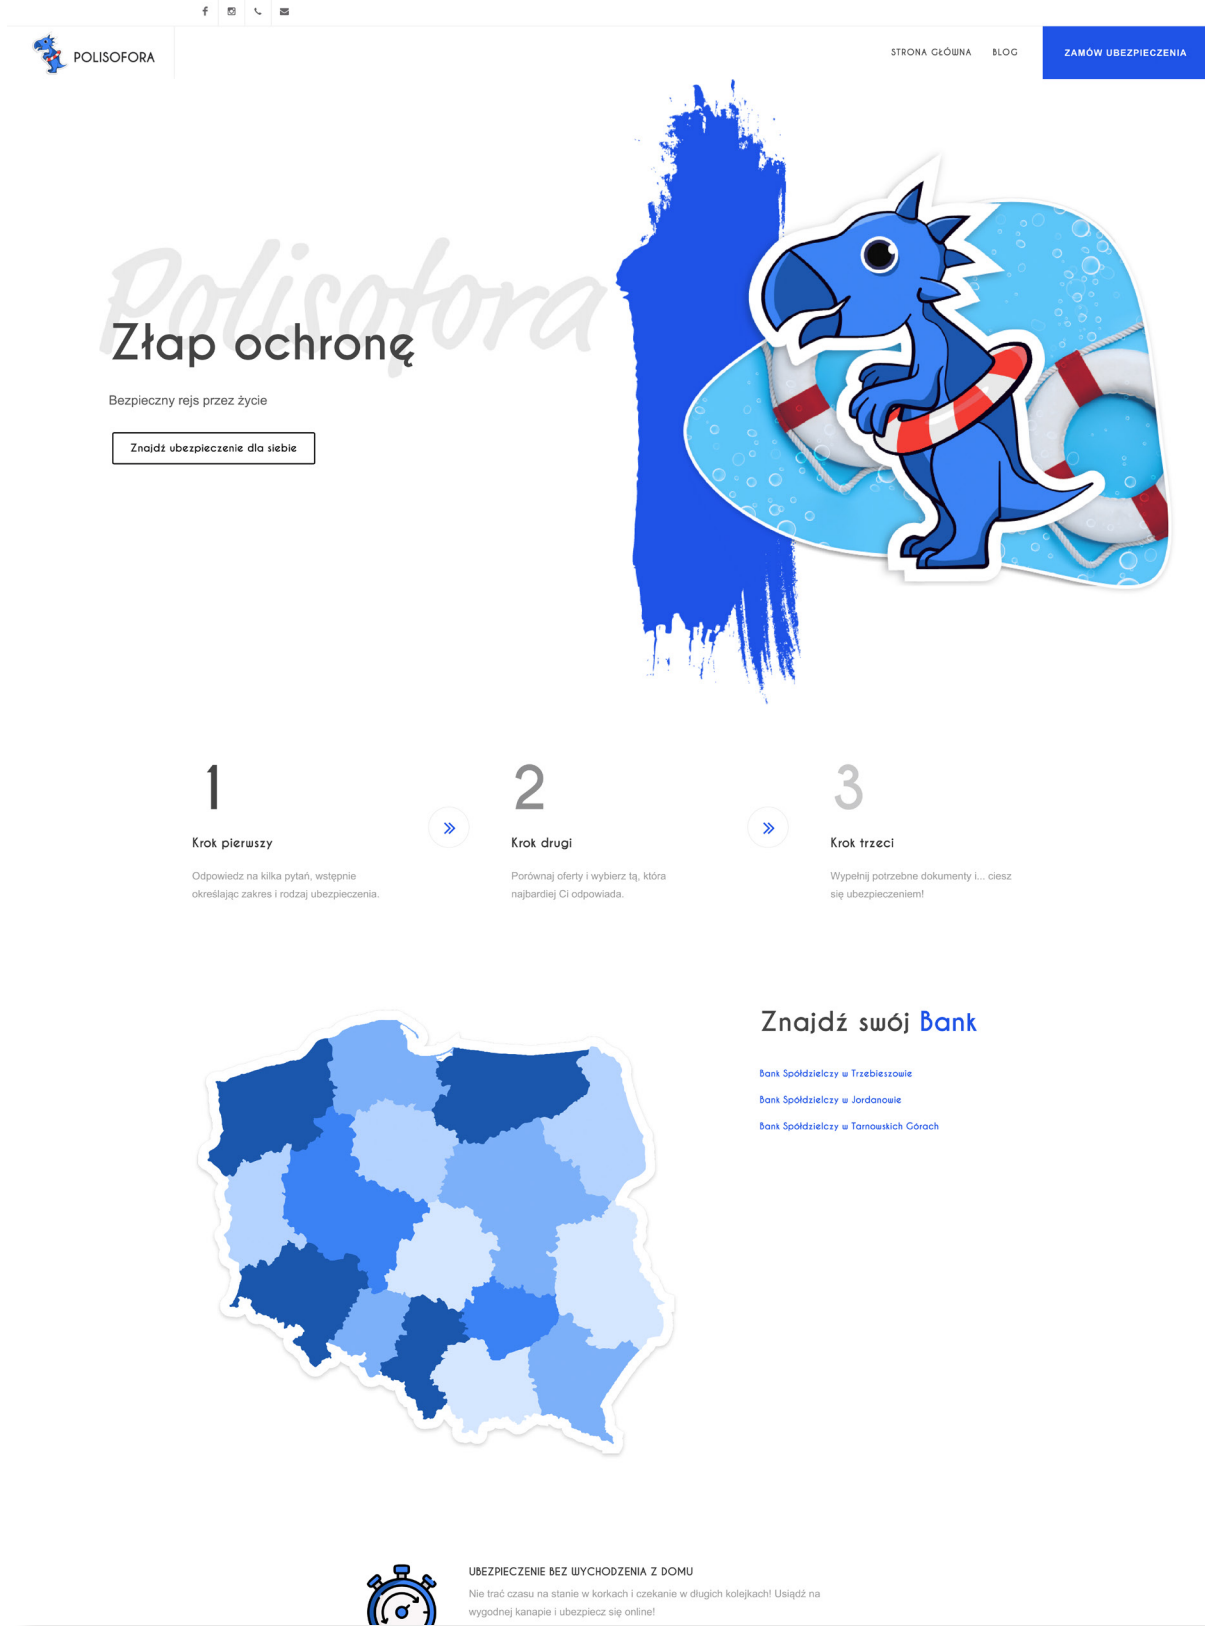 POLISOFORA
STRONA GŁÓWNA
BLOG
ZAMÓW UBEZPIECZENIA
Polisofora
Złap ochronę
Bezpieczny rejs przez życie
Znajdź ubezpieczenie dla siebie
1
Krok pierwszy
Odpowiedz na kilka pytań, wstępnie
określając zakres i rodzaj ubezpieczenia.
2
Krok drugi
Porównaj oferty i wybierz tą, która
najbardziej Ci odpowiada.
3
Krok trzeci
Wypełnij potrzebne dokumenty i... ciesz
się ubezpieczeniem!
Znajdź swój Bank
Bank Spółdzielczy w Trzebieszowie
Bank Spółdzielczy w Jordanowie
Bank Spółdzielczy w Tarnowskich Górach
UBEZPIECZENIE BEZ WYCHODZENIA Z DOMU
Nie trać czasu na stanie w korkach i czekanie w długich kolejkach! Usiądź na
wygodnej kanapie i ubezpiecz się online!